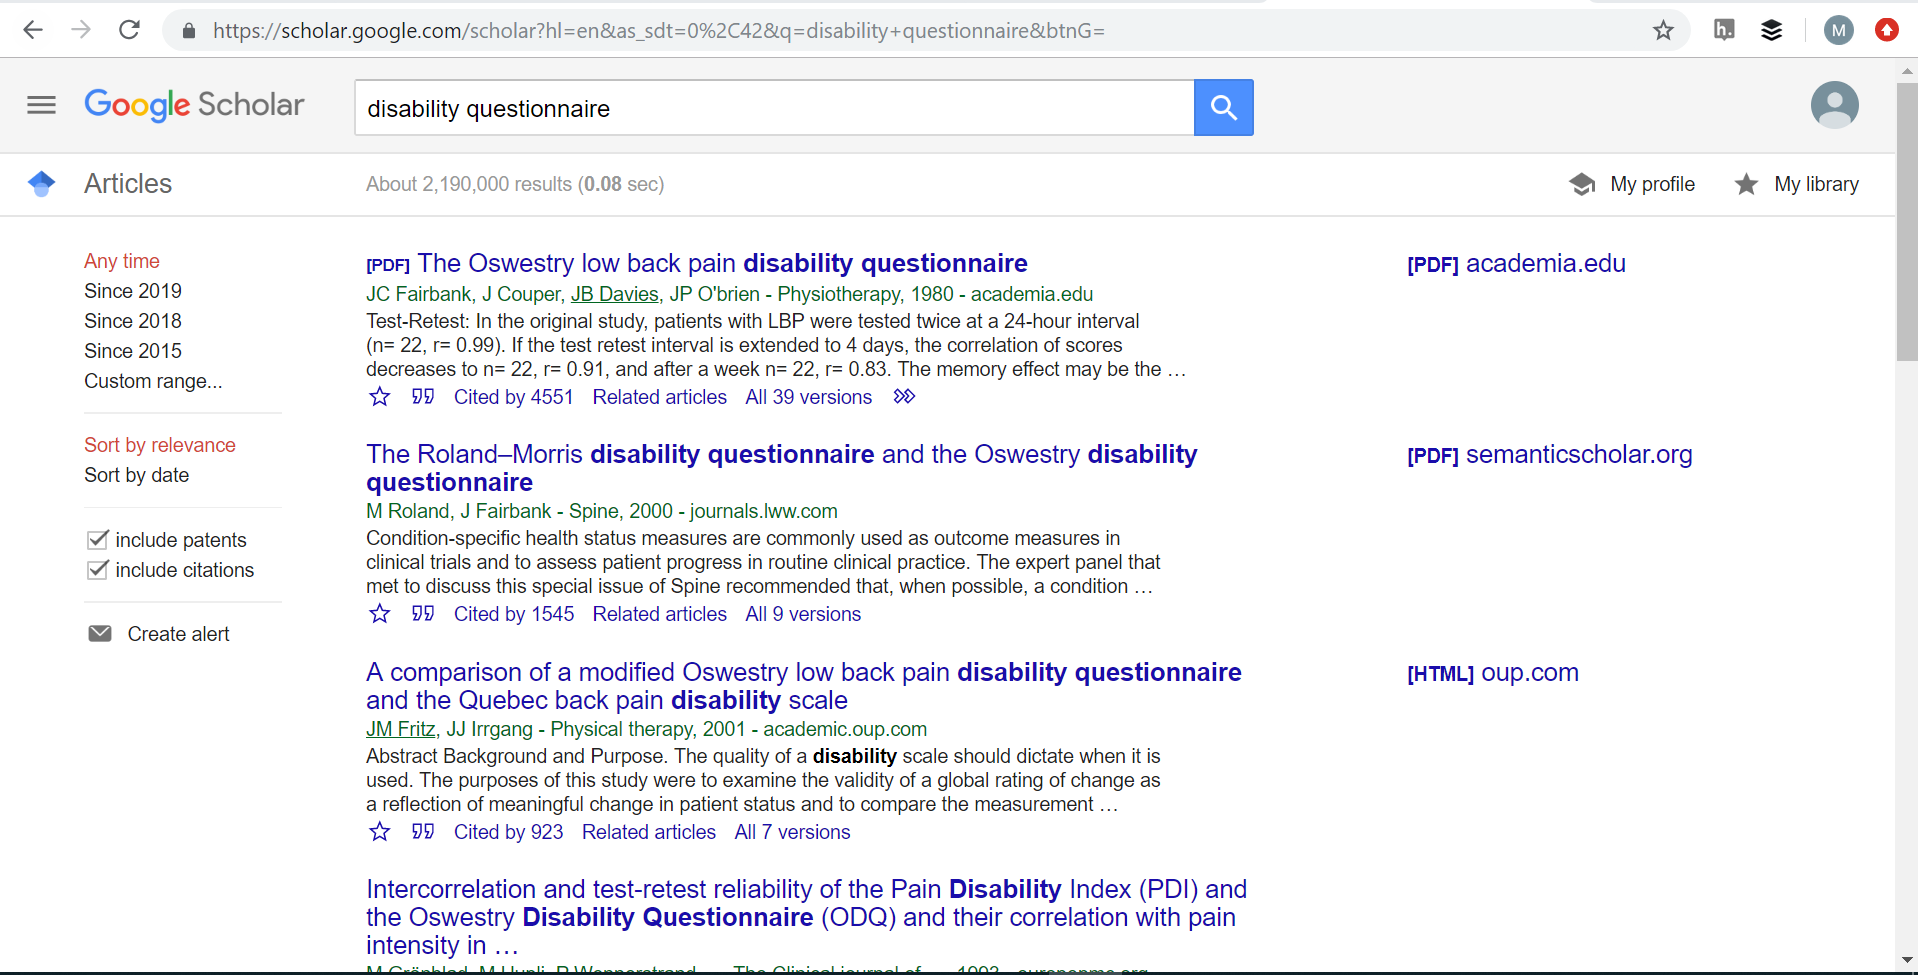 https://scholar.google.com/scholar?hl=en&as_sdt=0%2C42&q=disability+questionnaire&btnG=
h.
M
Google Scholar
disability questionnaire
Articles
About 2,190,000 results (0.08 sec)
My profile
My library
Any time
Since 2019
Since 2018
Since 2015
Custom range...
Sort by relevance
Sort by date
include patents
include citations
Create alert
[PDF] The Oswestry low back pain disability questionnaire
JC Fairbank, J Couper, JB Davies, JP O'brien - Physiotherapy, 1980 - academia.edu
Test-Retest: In the original study, patients with LBP were tested twice at a 24-hour interval
(n= 22, r= 0.99). If the test retest interval is extended to 4 days, the correlation of scores
decreases to n= 22, r= 0.91, and after a week n= 22, r= 0.83. The memory effect may be the …
Cited by 4551 Related articles All 39 versions
[PDF] academia.edu
The Roland–Morris disability questionnaire and the Oswestry disability
questionnaire
M Roland, J Fairbank - Spine, 2000 - journals.lww.com
Condition-specific health status measures are commonly used as outcome measures in
clinical trials and to assess patient progress in routine clinical practice. The expert panel that
met to discuss this special issue of Spine recommended that, when possible, a condition …
Cited by 1545 Related articles All 9 versions
[PDF] semanticscholar.org
A comparison of a modified Oswestry low back pain disability questionnaire
and the Quebec back pain disability scale
JM Fritz, JJ Irrgang - Physical therapy, 2001 - academic.oup.com
Abstract Background and Purpose. The quality of a disability scale should dictate when it is
used. The purposes of this study were to examine the validity of a global rating of change as
a reflection of meaningful change in patient status and to compare the measurement …
Cited by 923 Related articles All 7 versions
[HTML] oup.com
Intercorrelation and test-retest reliability of the Pain Disability Index (PDI) and
the Oswestry Disability Questionnaire (ODQ) and their correlation with pain
intensity in …